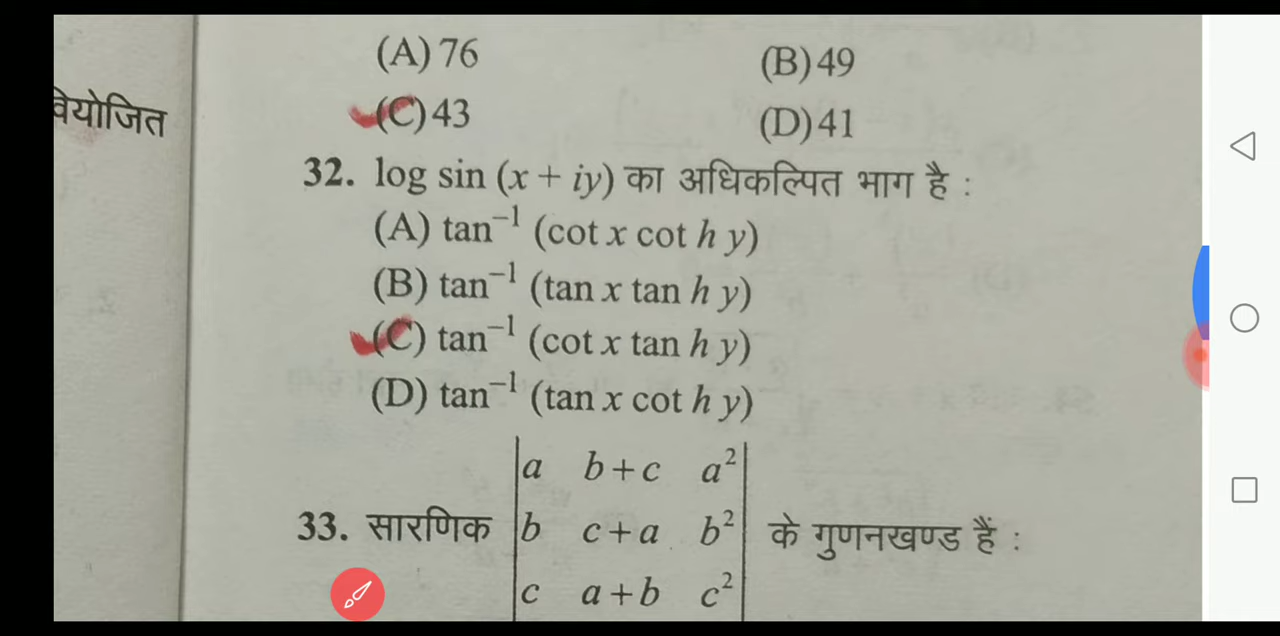 (A) 76 (B) 49
वियोजित
(C) 43 (D) 41
32. log sin (x + iy) का अधिकल्पित भाग है :
(A) tan⁻¹ (cot x cot h y)
(B) tan⁻¹ (tan x tan h y)
(C) tan⁻¹ (cot x tan h y)
(D) tan⁻¹ (tan x cot h y)
a b+c a²
33. सारणिक b c+a b² के गुणनखण्ड हैं :
c a+b c²